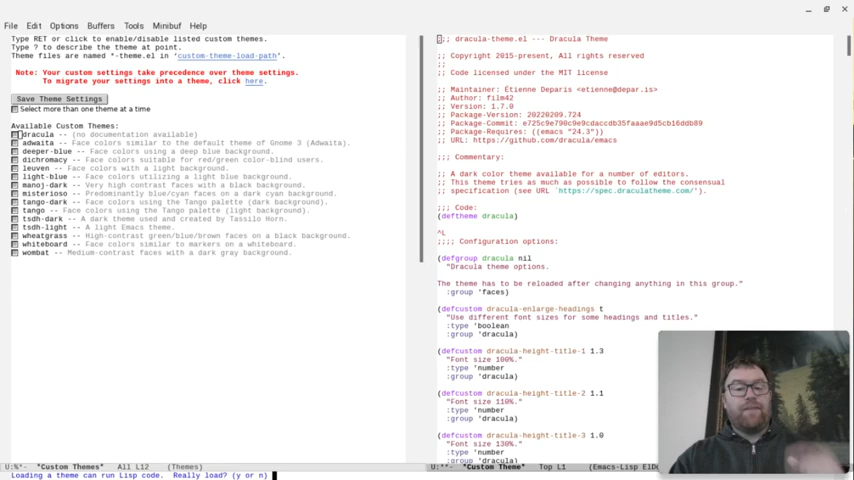 File Edit Options Buffers Tools Minibuf Help
Type RET or click to enable/disable listed custom themes.
Type ? to describe the theme at point.
Theme files are named *-theme.el in ‘custom-theme-load-path’.
Note: Your custom settings take precedence over theme settings.
To migrate your settings into a theme, click here.
Save Theme Settings
Select more than one theme at a time
Available Custom Themes:
dracula -- (no documentation available)
adwaita -- Face colors similar to the default theme of Gnome 3 (Adwaita).
deeper-blue -- Face colors using a deep blue background.
dichromacy -- Face colors suitable for red/green color-blind users.
leuven -- Face colors with a light background.
light-blue -- Face colors utilizing a light blue background.
manoj-dark -- Very high contrast faces with a black background.
misterioso -- Predominantly blue/cyan faces on a dark cyan background.
tango-dark -- Face colors using the Tango palette (dark background).
tango -- Face colors using the Tango palette (light background).
tsdh-dark -- A dark theme used and created by Tassilo Horn.
tsdh-light -- A light Emacs theme.
wheatgrass -- High-contrast green/blue/brown faces on a black background.
whiteboard -- Face colors similar to markers on a whiteboard.
wombat -- Medium-contrast faces with a dark gray background.
U:%*- *Custom Themes* All L12 (Themes)
Loading a theme can run Lisp code. Really load? (y or n)
;;; dracula-theme.el --- Dracula Theme
;; Copyright 2015-present, All rights reserved
;;
;; Code licensed under the MIT license
;; Maintainer: Étienne Deparis <etienne@depar.is>
;; Author: film42
;; Version: 1.7.0
;; Package-Version: 20220209.724
;; Package-Commit: e725c9e790c9e9cdaccdb35faaae9d5cb16ddb89
;; Package-Requires: ((emacs "24.3"))
;; URL: https://github.com/dracula/emacs
;;; Commentary:
;; A dark color theme available for a number of editors.
;; This theme tries as much as possible to follow the consensual
;; specification (see URL `https://spec.draculatheme.com/').
;;; Code:
(deftheme dracula)
^L
;;;; Configuration options:
(defgroup dracula nil
"Dracula theme options.
The theme has to be reloaded after changing anything in this group."
:group 'faces)
(defcustom dracula-enlarge-headings t
"Use different font sizes for some headings and titles."
:type 'boolean
:group 'dracula)
(defcustom dracula-height-title-1 1.3
"Font size 100%."
:type 'number
:group 'dracula)
(defcustom dracula-height-title-2 1.1
"Font size 110%."
:type 'number
:group 'dracula)
(defcustom dracula-height-title-3 1.0
"Font size 130%."
:type 'number
:group 'dracula)
U:**- *Custom Theme* Top L1 (Emacs-Lisp